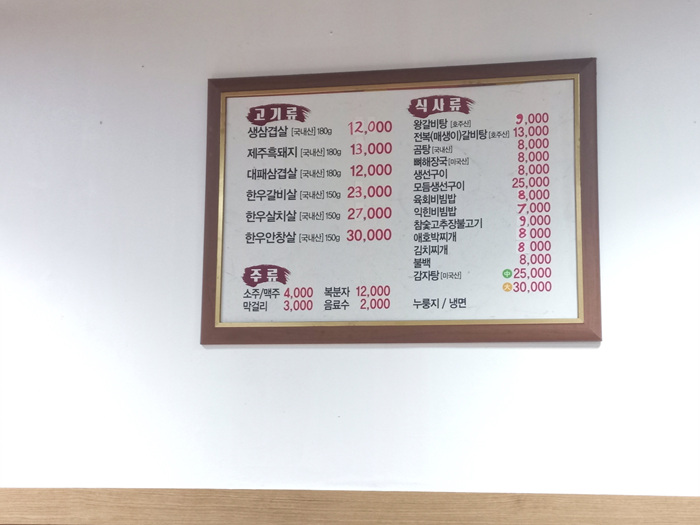 고기류
생삼겹살 [국내산] 180g 12,000
제주흑돼지 [국내산] 180g 13,000
대패삼겹살 [국내산] 180g 12,000
한우갈비살 [국내산] 150g 23,000
한우살치살 [국내산] 150g 27,000
한우안창살 [국내산] 150g 30,000
주류
소주/맥주 4,000 복분자 12,000
막걸리 3,000 음료수 2,000
식사류
왕갈비탕 [호주산] 9,000
전복(매생이)갈비탕 [호주산] 13,000
곰탕 [국내산] 8,000
뼈해장국 [미국산] 8,000
생선구이 8,000
모듬생선구이 25,000
육회비빔밥 8,000
익힌비빔밥 7,000
참숯고추장불고기 9,000
애호박찌개 8 000
김치찌개 8 000
불백 8,000
감자탕 [미국산] 中 25,000
大 30,000
누룽지 / 냉면